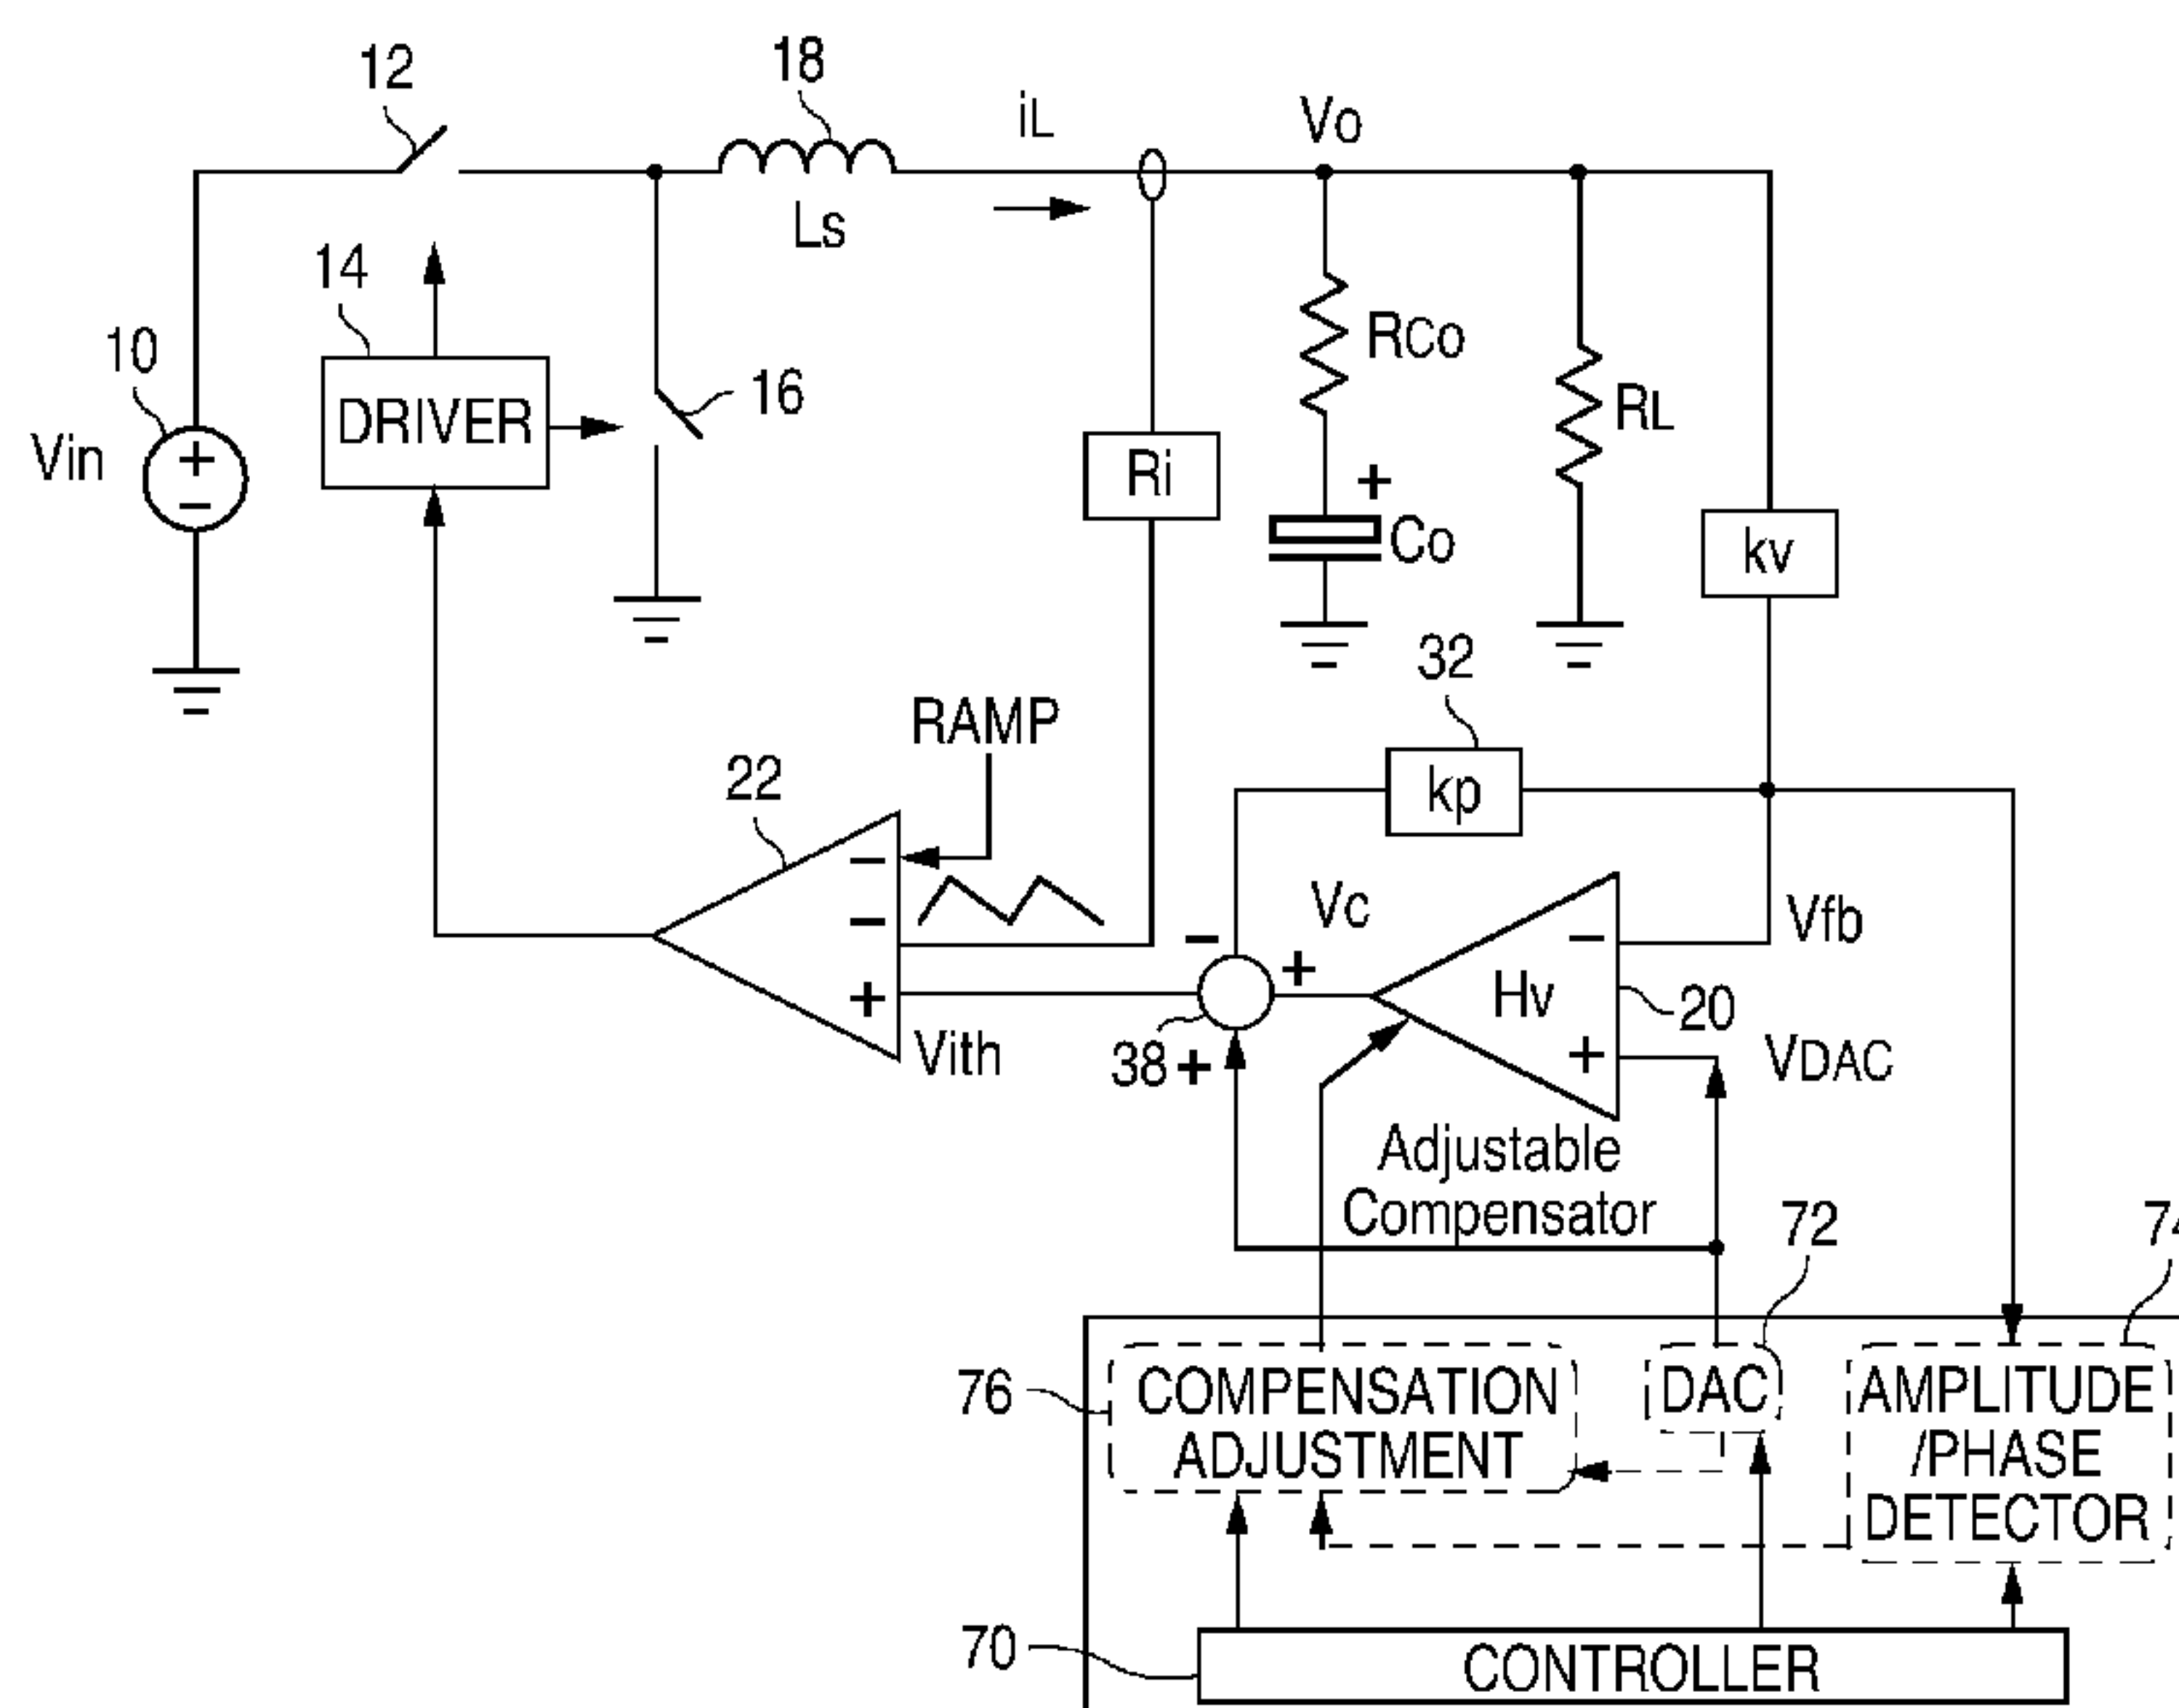 12
18
iL
Vo
Ls
14
10
Vin
+
−
DRIVER
16
Ri
RCo
+
Co
RL
kv
32
kp
RAMP
22
−
−
+
Vith
Vc
−
+
38 +
Hv
−
+
Vfb
20
VDAC
Adjustable
Compensator
72
74
76
COMPENSATION
ADJUSTMENT
DAC
AMPLITUDE
/PHASE
DETECTOR
70
CONTROLLER